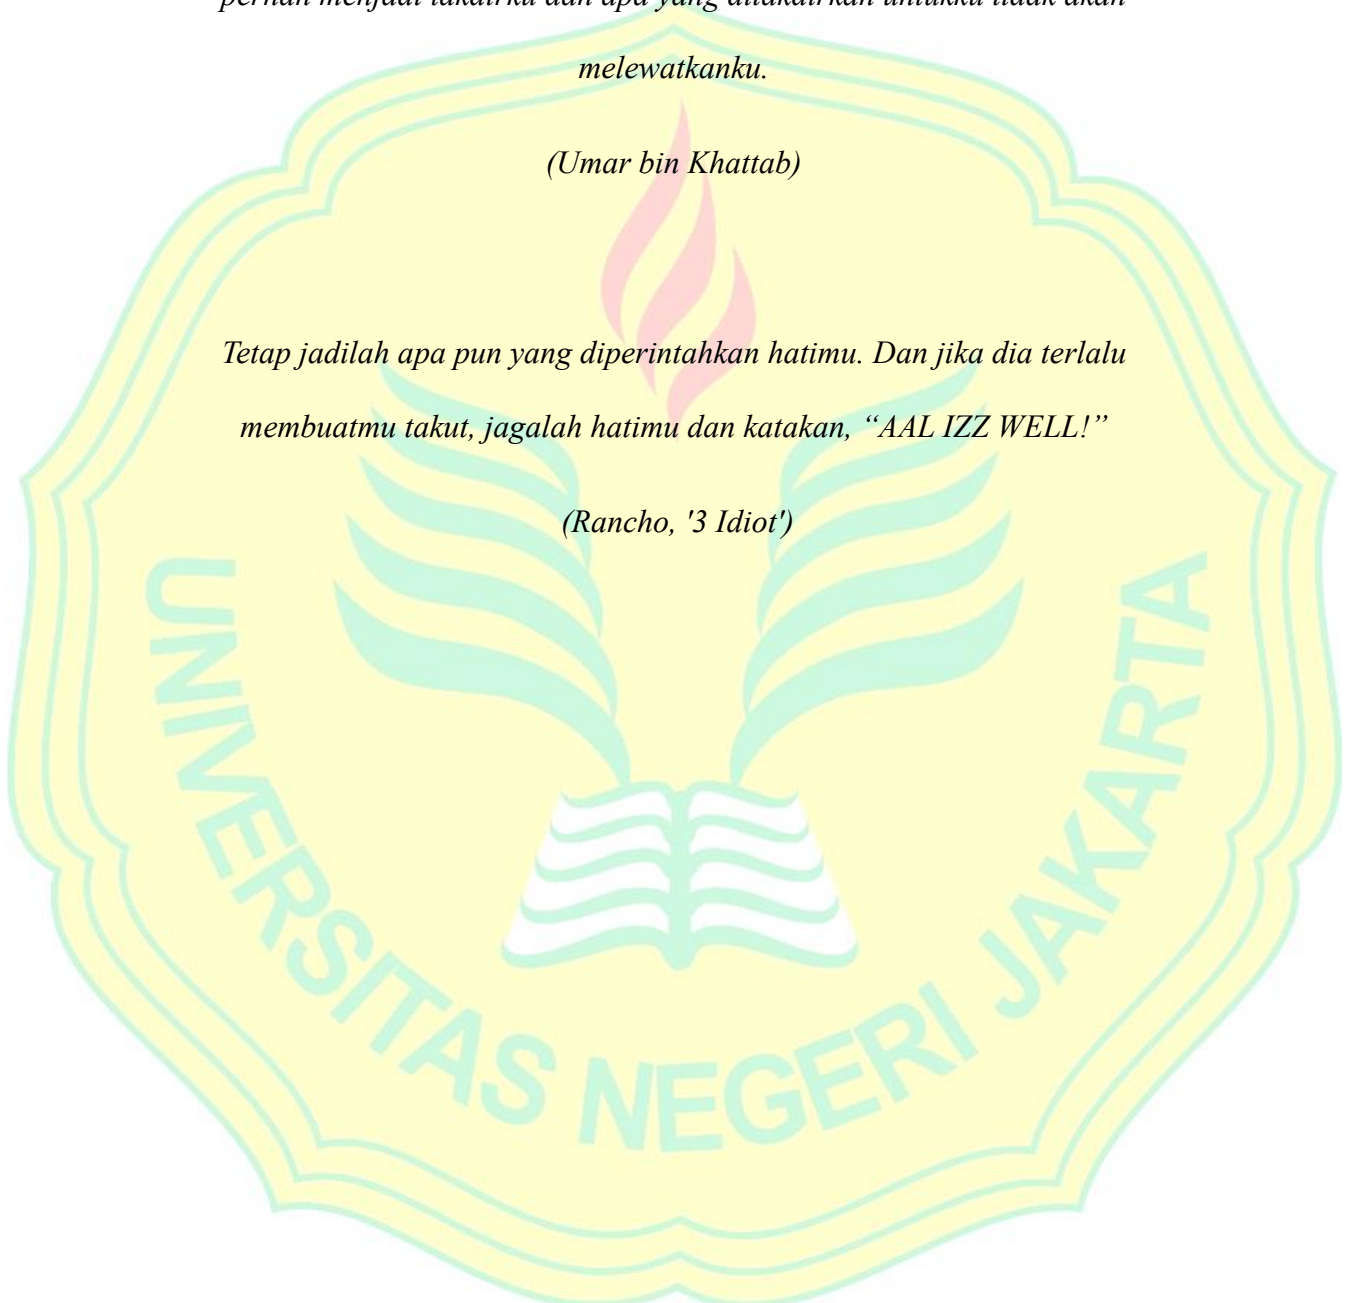 pernah menjadi takdirku dan apa yang ditakdirkan untukku tidak akan
melewatkanku.
(Umar bin Khattab)
Tetap jadilah apa pun yang diperintahkan hatimu. Dan jika dia terlalu
membuatmu takut, jagalah hatimu dan katakan, “AAL IZZ WELL!”
(Rancho, '3 Idiot')
UNIVERSITAS NEGERI JAKARTA